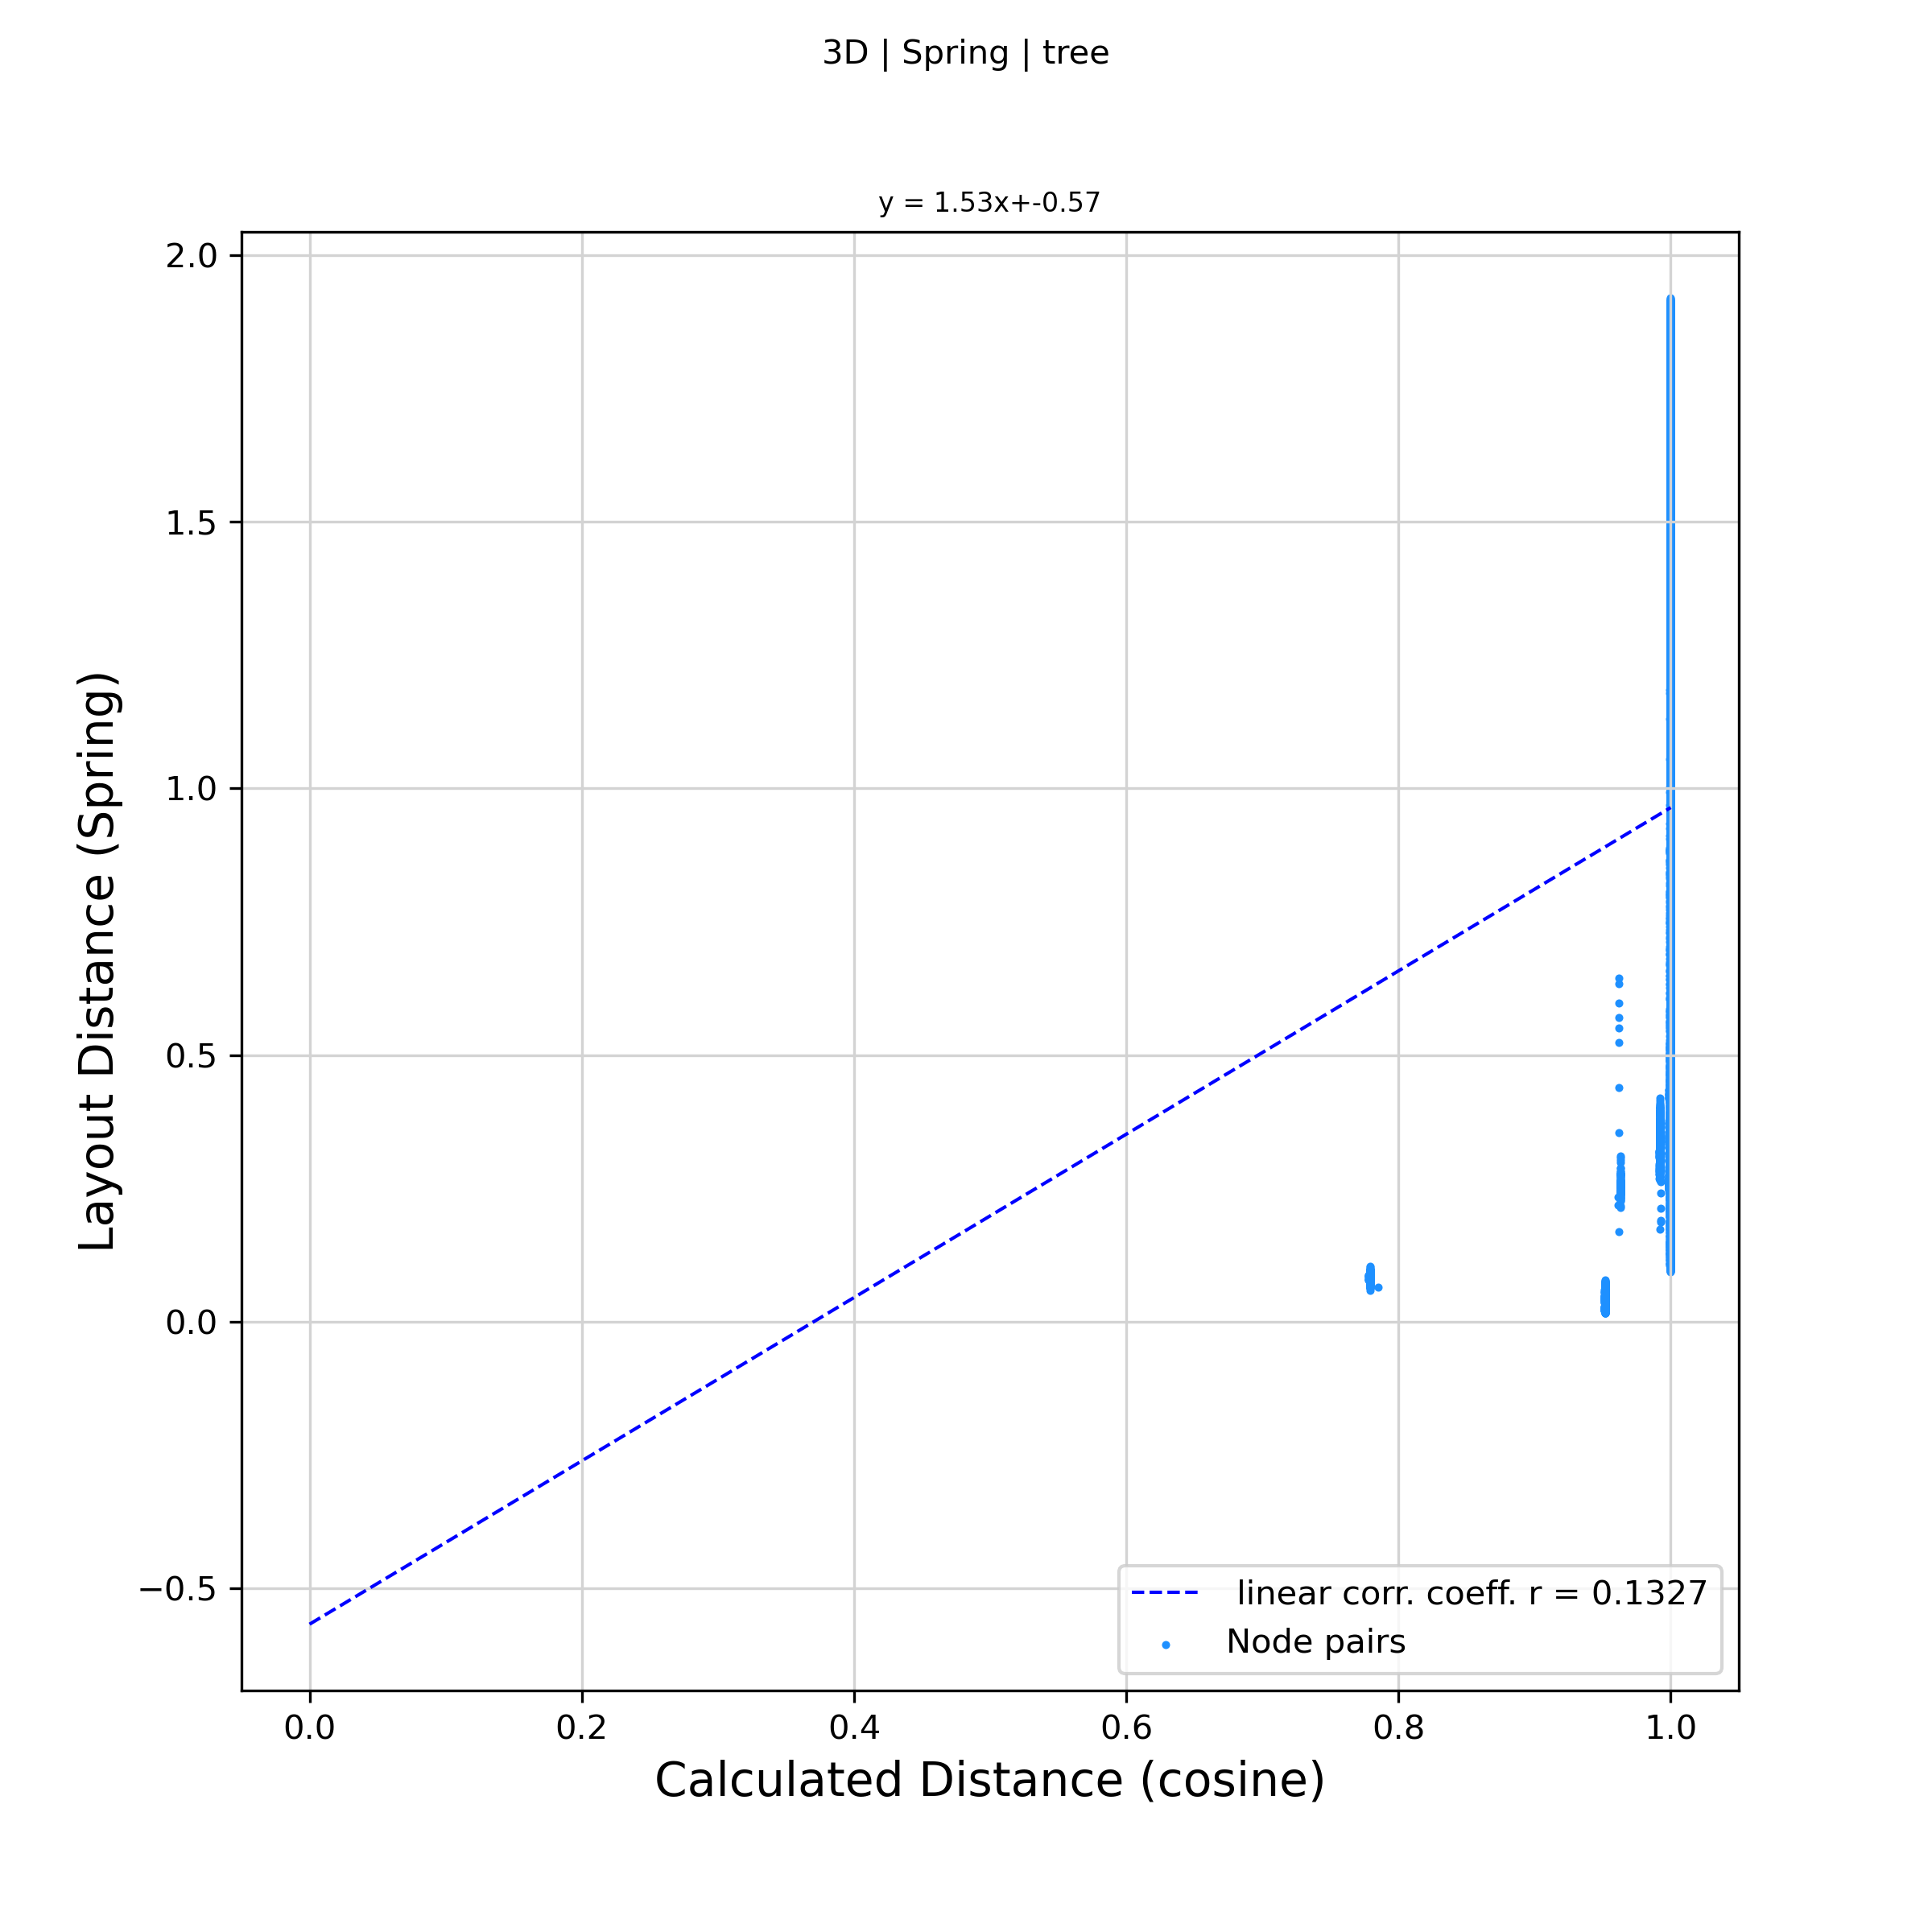 3D | Spring | tree
y = 1.53x+-0.57
2.0
1.5
1.0
0.5
0.0
−0.5
Layout Distance (Spring)
linear corr. coeff. r = 0.1327
Node pairs
0.0 0.2 0.4 0.6 0.8 1.0
Calculated Distance (cosine)